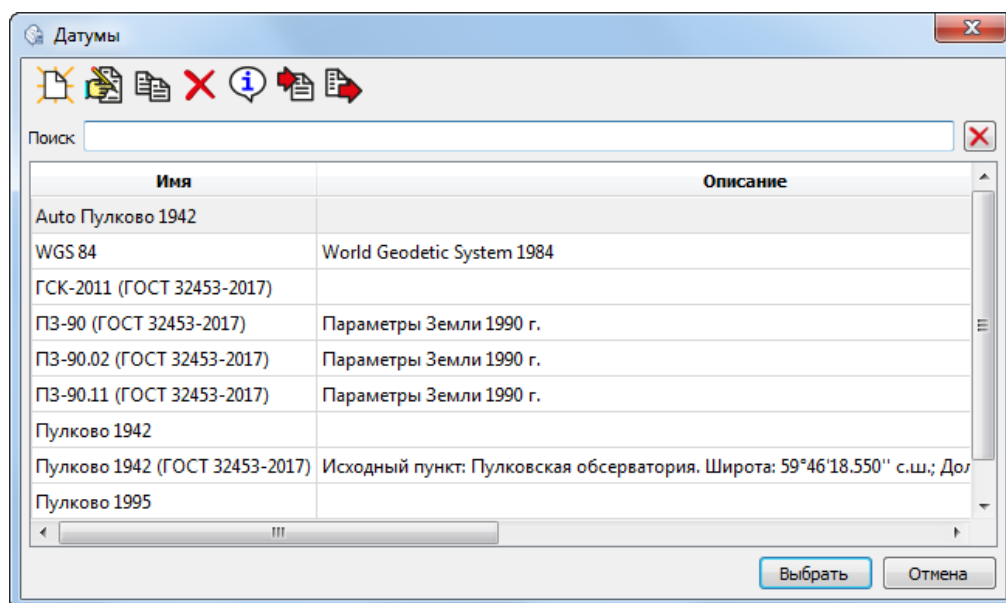 Датумы
Поиск
Имя Описание
Auto Пулково 1942
WGS 84 World Geodetic System 1984
ГСК-2011 (ГОСТ 32453-2017)
ПЗ-90 (ГОСТ 32453-2017) Параметры Земли 1990 г.
ПЗ-90.02 (ГОСТ 32453-2017) Параметры Земли 1990 г.
ПЗ-90.11 (ГОСТ 32453-2017) Параметры Земли 1990 г.
Пулково 1942
Пулково 1942 (ГОСТ 32453-2017) Исходный пункт: Пулковская обсерватория. Широта: 59°46'18.550'' с.ш.; Дол
Пулково 1995
Выбрать Отмена